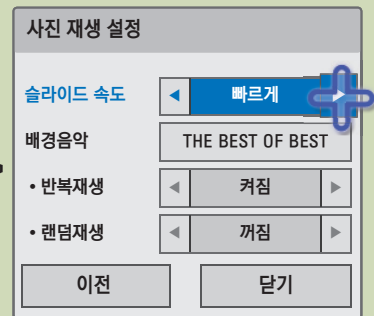 사진 재생 설정
슬라이드 속도 ◀ 빠르게 ▶
배경음악 THE BEST OF BEST
• 반복재생 ◀ 켜짐 ▶
• 랜덤재생 ◀ 꺼짐 ▶
이전 닫기